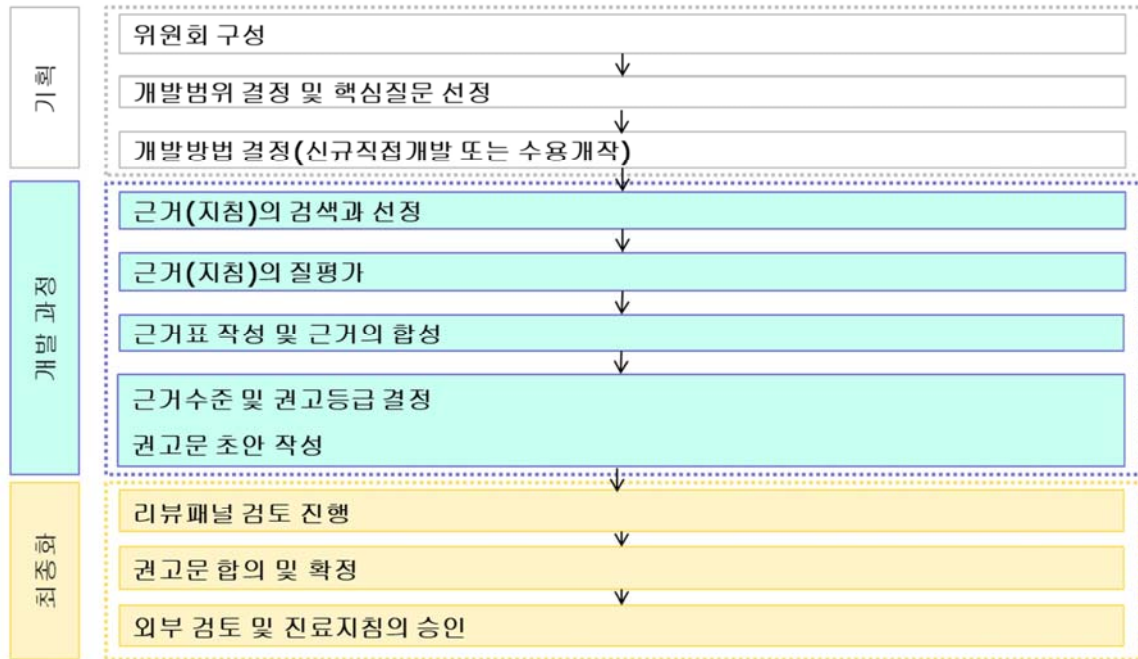 기획
위원회 구성
개발범위 결정 및 핵심질문 선정
개발방법 결정(신규직접개발 또는 수용개작)
개발 과정
근거(지침)의 검색과 선정
근거(지침)의 질평가
근거표 작성 및 근거의 합성
근거수준 및 권고등급 결정
권고문 초안 작성
최종화
리뷰패널 검토 진행
권고문 합의 및 확정
외부 검토 및 진료지침의 승인